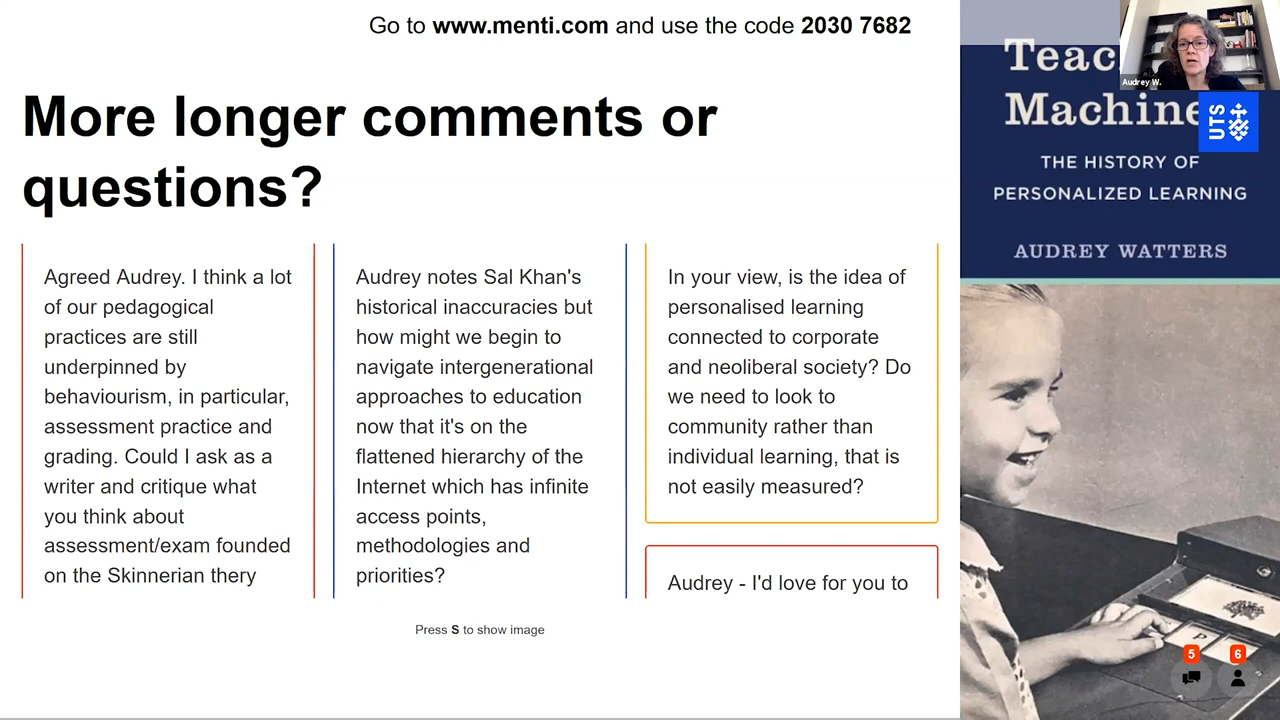 Go to www.menti.com and use the code 2030 7682
More longer comments or
questions?
Agreed Audrey. I think a lot
of our pedagogical
practices are still
underpinned by
behaviourism, in particular,
assessment practice and
grading. Could I ask as a
writer and critique what
you think about
assessment/exam founded
on the Skinnerian thery
Audrey notes Sal Khan's
historical inaccuracies but
how might we begin to
navigate intergenerational
approaches to education
now that it's on the
flattened hierarchy of the
Internet which has infinite
access points,
methodologies and
priorities?
In your view, is the idea of
personalised learning
connected to corporate
and neoliberal society? Do
we need to look to
community rather than
individual learning, that is
not easily measured?
Audrey - I'd love for you to
Press S to show image
Teac
Machine
THE HISTORY OF
PERSONALIZED LEARNING
AUDREY WATTERS
Audrey W.
UTS
P
5
6